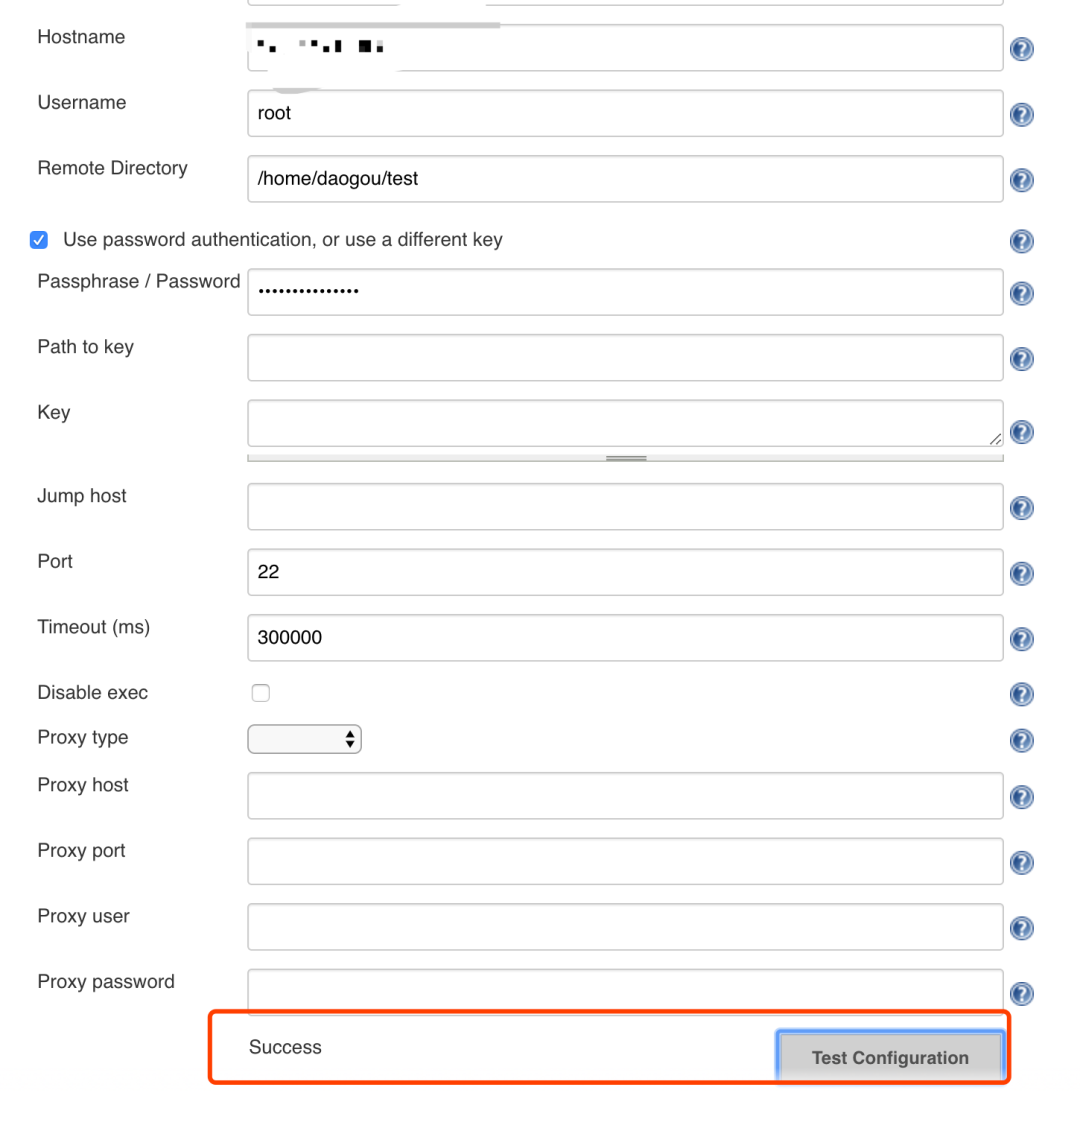 Hostname
Username
root
Remote Directory
/home/daogou/test
Use password authentication, or use a different key
Passphrase / Password
•••••••••••••••
Path to key
Key
Jump host
Port
22
Timeout (ms)
300000
Disable exec
Proxy type
Proxy host
Proxy port
Proxy user
Proxy password
Success
Test Configuration